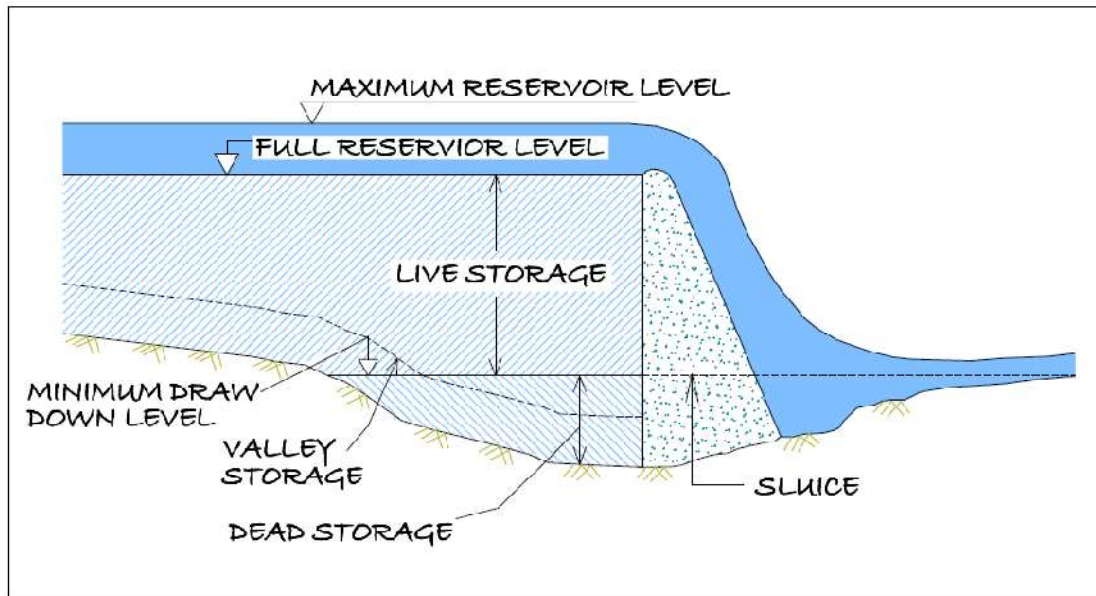 MAXIMUM RESERVOIR LEVEL
FULL RESERVIOR LEVEL
LIVE STORAGE
MINIMUM DRAW
DOWN LEVEL
VALLEY
STORAGE
SLUICE
DEAD STORAGE